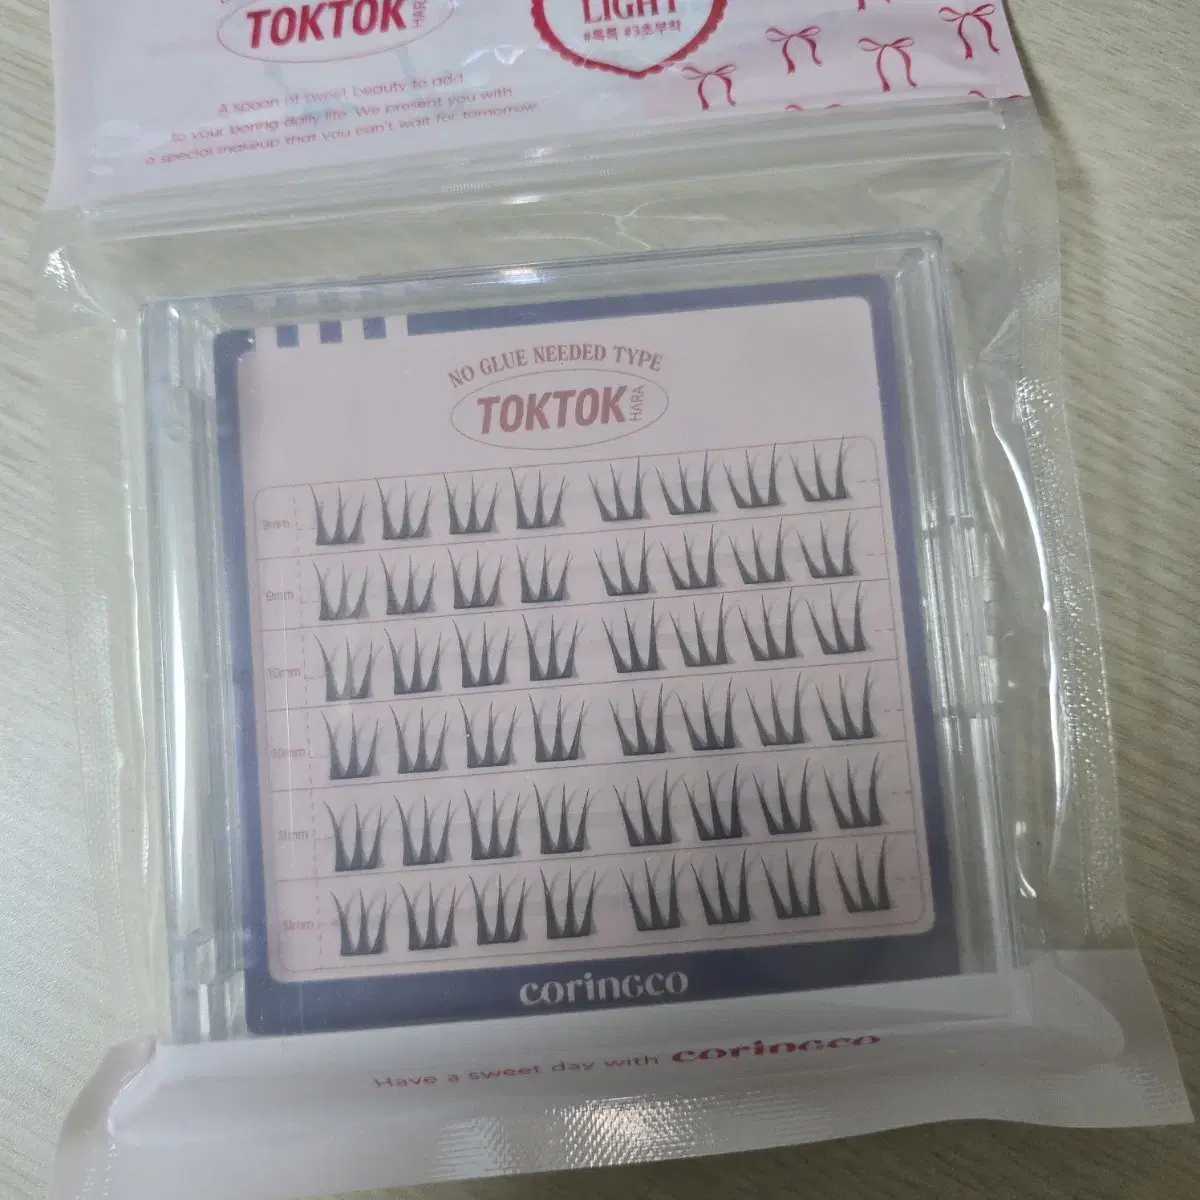 TOKTOK
HARA
LIGHT
#톡톡 #3초부착
A spoon of sweet beauty to add
to your boring daily life. We present you with
a special makeup that you can't wait for tomorrow
NO GLUE NEEDED TYPE
TOKTOK
HARA
9mm
9mm
10mm
10mm
11mm
11mm
coringco
Have a sweet day with coringco